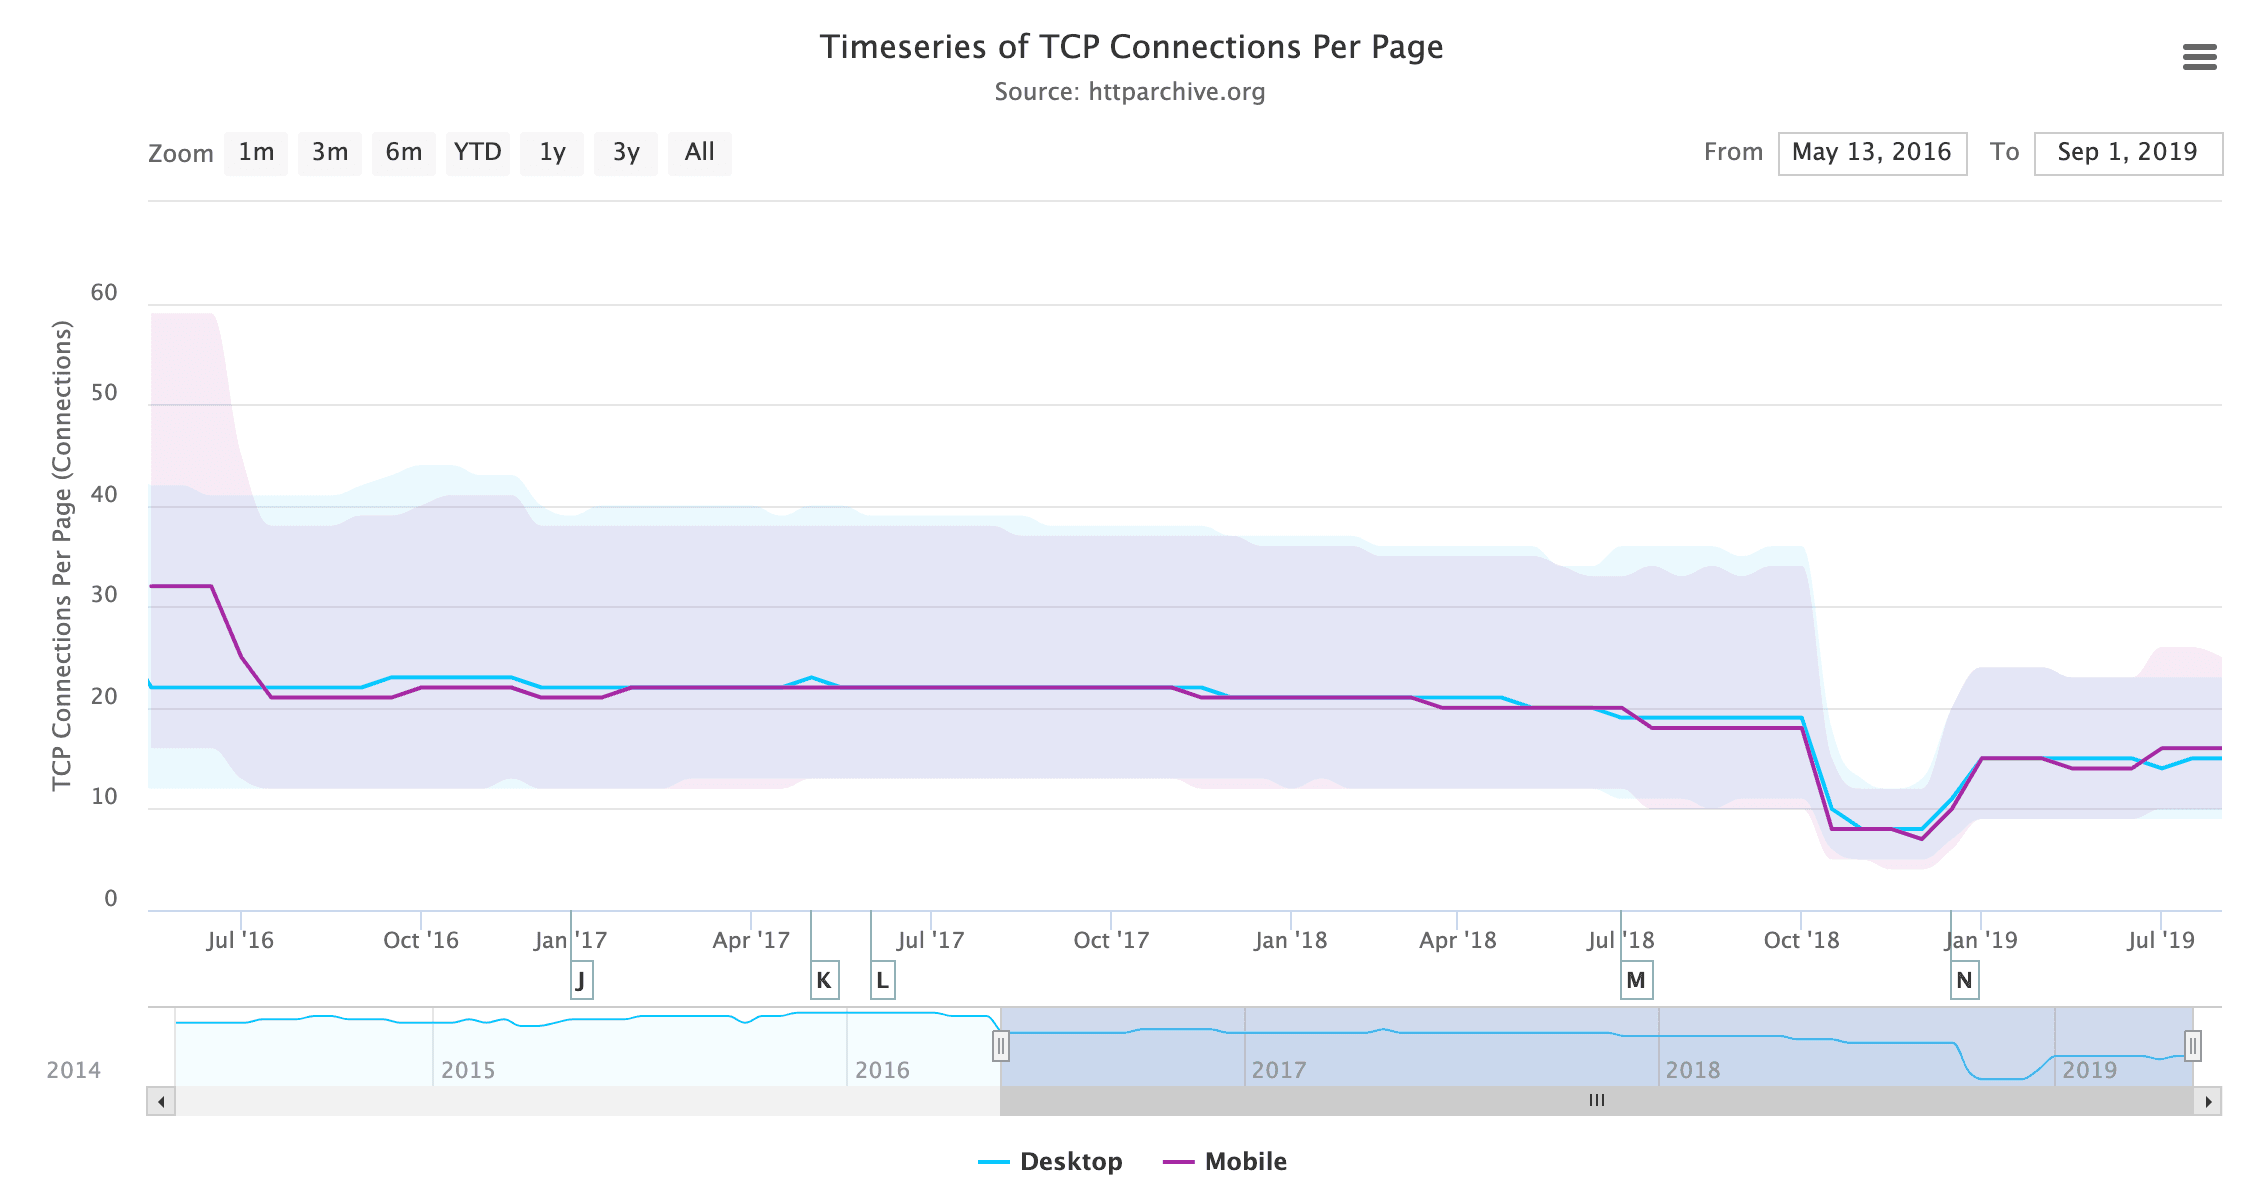 Timeseries of TCP Connections Per Page
Source: httparchive.org
Zoom 1m 3m 6m YTD 1y 3y All From May 13, 2016 To Sep 1, 2019
TCP Connections Per Page (Connections)
60
50
40
30
20
10
0
Jul '16 Oct '16 Jan '17 Apr '17 Jul '17 Oct '17 Jan '18 Apr '18 Jul '18 Oct '18 Jan '19 Jul '19
J K L M N
2014 2015 2016 2017 2018 2019
Desktop Mobile